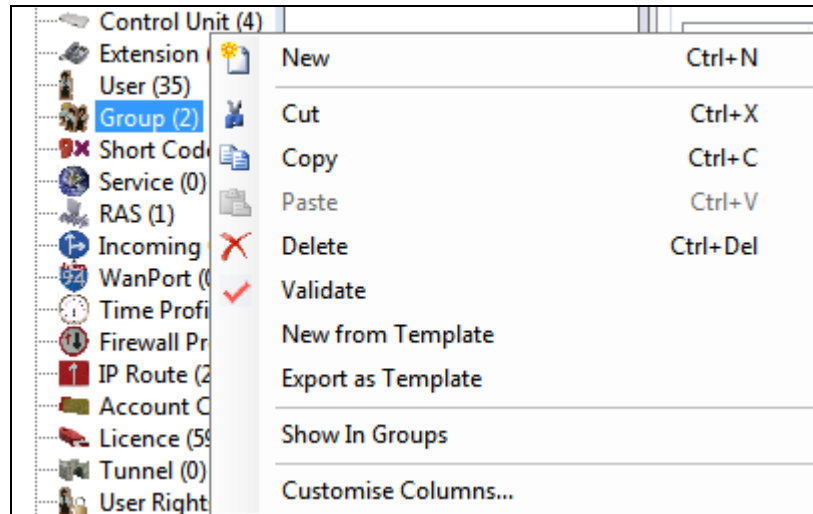 Control Unit (4)
Extension (
User (35)
Group (2)
Short Code
Service (0)
RAS (1)
Incoming
WanPort (0
Time Profi
Firewall Pr
IP Route (2
Account C
Licence (59
Tunnel (0)
User Right
New Ctrl+N
Cut Ctrl+X
Copy Ctrl+C
Paste Ctrl+V
Delete Ctrl+Del
Validate
New from Template
Export as Template
Show In Groups
Customise Columns...